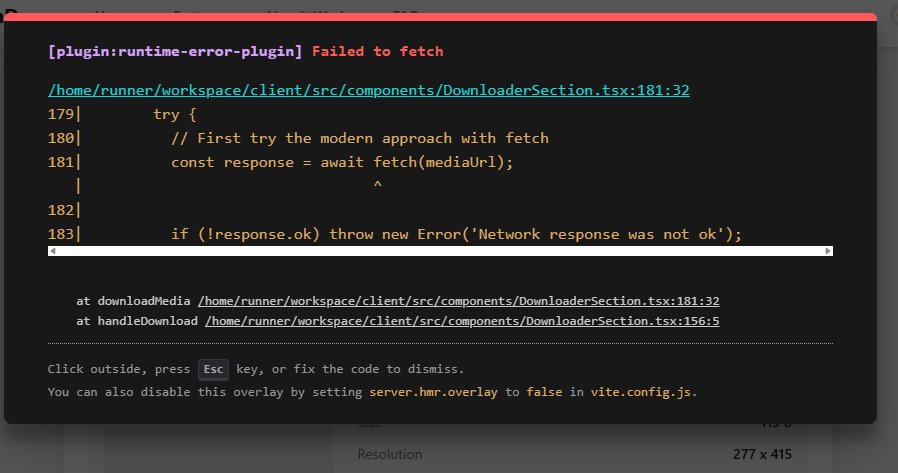 [plugin:runtime-error-plugin] Failed to fetch
/home/runner/workspace/client/src/components/DownloaderSection.tsx:181:32
179|        try {
180|          // First try the modern approach with fetch
181|          const response = await fetch(mediaUrl);
   |                                 ^
182|
183|          if (!response.ok) throw new Error('Network response was not ok');
at downloadMedia /home/runner/workspace/client/src/components/DownloaderSection.tsx:181:32
at handleDownload /home/runner/workspace/client/src/components/DownloaderSection.tsx:156:5
Click outside, press Esc key, or fix the code to dismiss.
You can also disable this overlay by setting server.hmr.overlay to false in vite.config.js.
Resolution 277 x 415